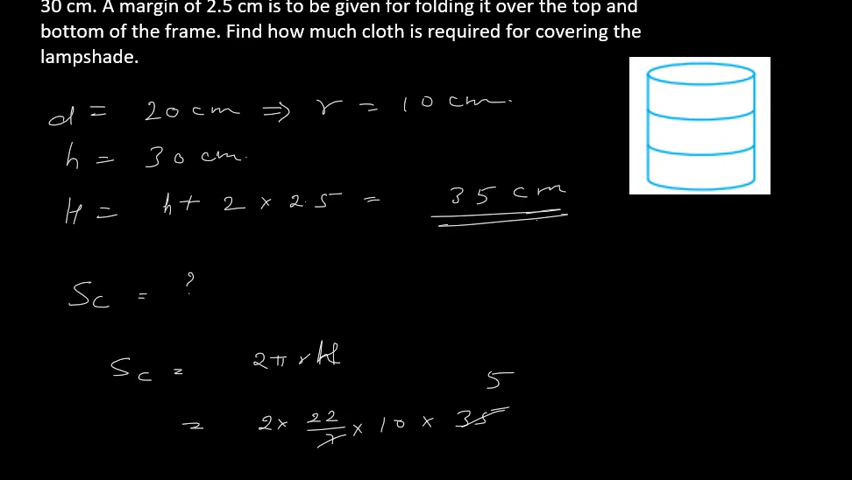 30 cm. A margin of 2.5 cm is to be given for folding it over the top and
bottom of the frame. Find how much cloth is required for covering the
lampshade.
d = 20 cm ⇒ r = 10 cm.
h = 30 cm.
H = h + 2 × 2.5 = 35 cm
Sc = ?
Sc = 2πrH
5
= 2 × 22/7 × 10 × 35